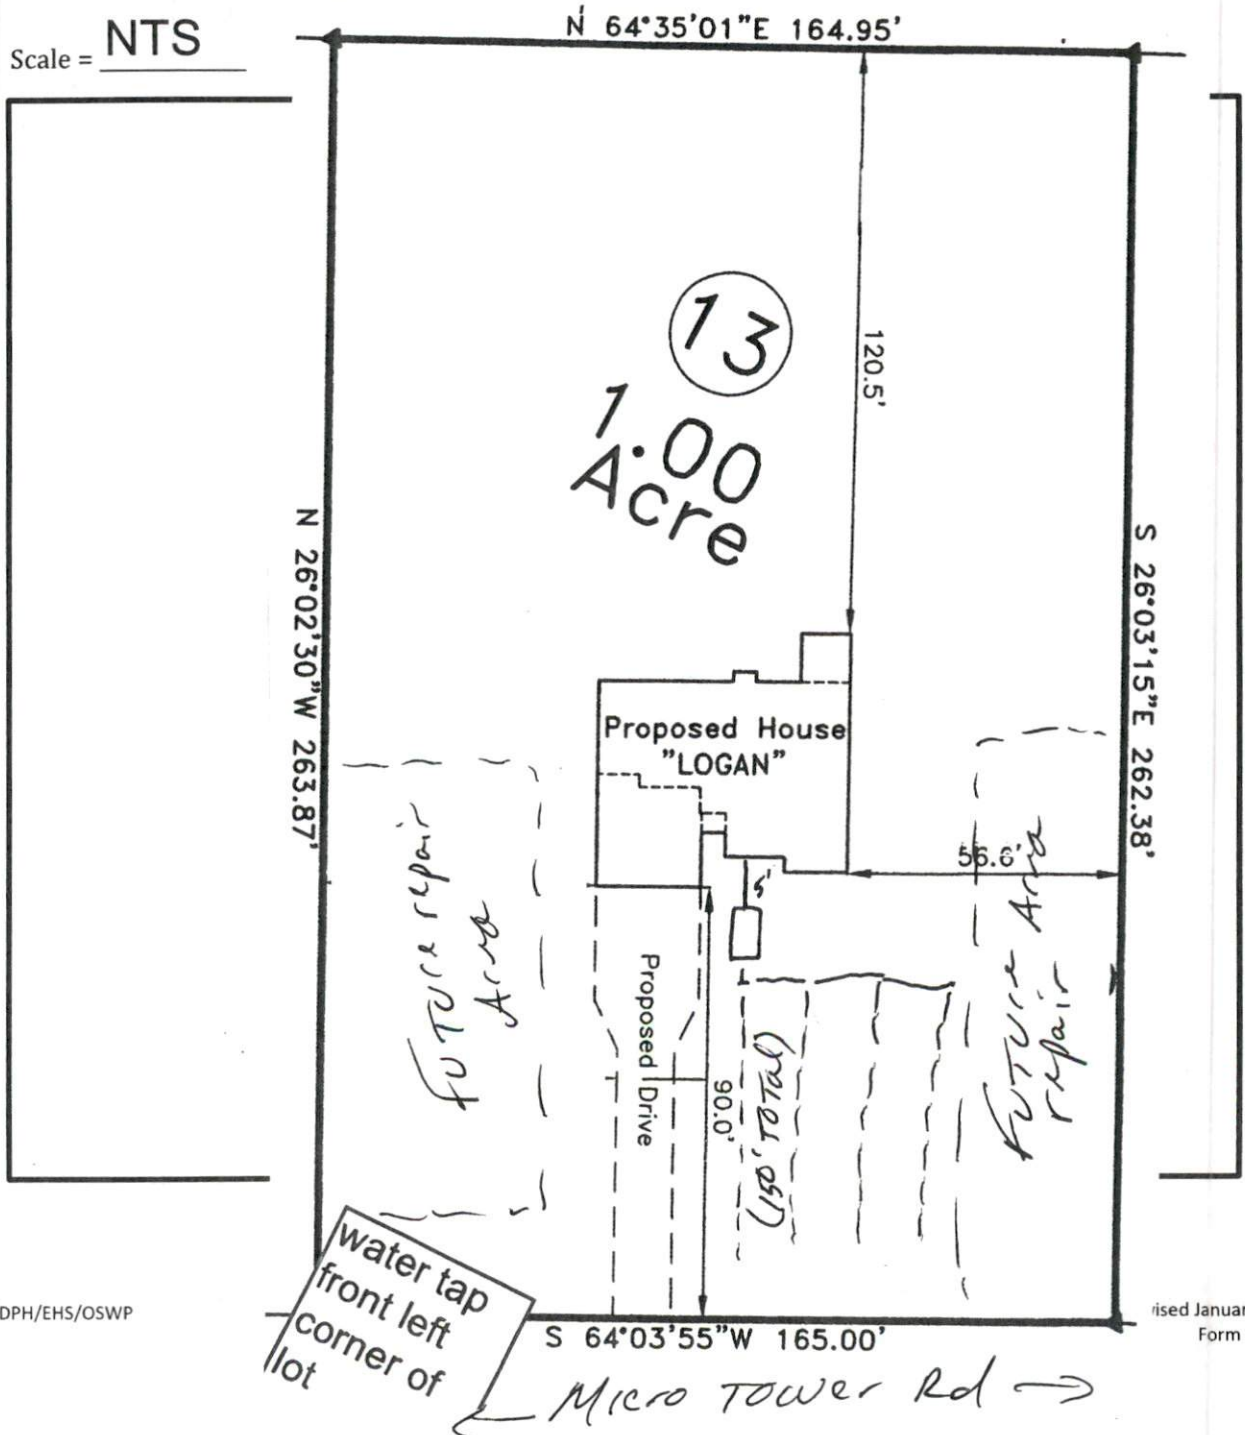 Scale = NTS
N 64°35'01"E 164.95'
13
1.00
Acre
120.5'
N 26°02'30"W 263.87'
S 26°03'15"E 262.38'
Proposed House
"LOGAN"
56.6'
5'
Future repair
Area
Future Area
repair
Proposed Drive
90.0'
(150' TOTAL)
water tap
front left
corner of
lot
DPH/EHS/OSWP
ised Januar
Form
S 64°03'55"W 165.00'
← Micro Tower Rd →